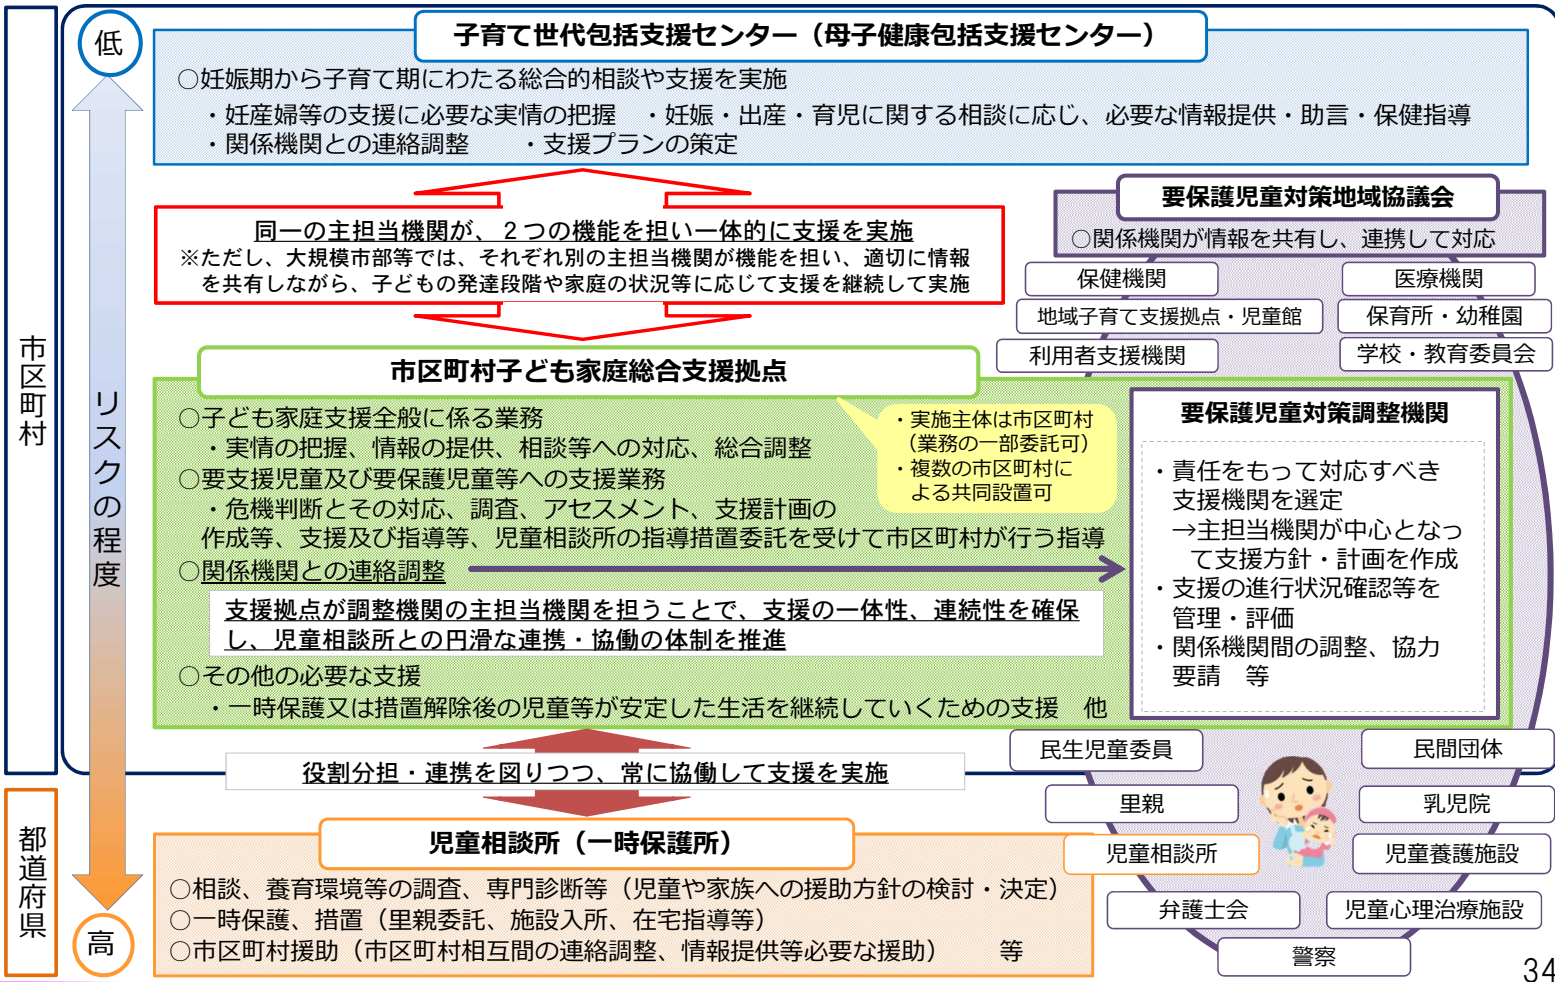 市区町村
都道府県
低
リスクの程度
高
子育て世代包括支援センター（母子健康包括支援センター）
○妊娠期から子育て期にわたる総合的相談や支援を実施
・妊産婦等の支援に必要な実情の把握　・妊娠・出産・育児に関する相談に応じ、必要な情報提供・助言・保健指導
・関係機関との連絡調整　　・支援プランの策定
同一の主担当機関が、２つの機能を担い一体的に支援を実施
※ただし、大規模市部等では、それぞれ別の主担当機関が機能を担い、適切に情報
を共有しながら、子どもの発達段階や家庭の状況等に応じて支援を継続して実施
市区町村子ども家庭総合支援拠点
○子ども家庭支援全般に係る業務
・実情の把握、情報の提供、相談等への対応、総合調整
○要支援児童及び要保護児童等への支援業務
・危機判断とその対応、調査、アセスメント、支援計画の
作成等、支援及び指導等、児童相談所の指導措置委託を受けて市区町村が行う指導
○関係機関との連絡調整
支援拠点が調整機関の主担当機関を担うことで、支援の一体性、連続性を確保
し、児童相談所との円滑な連携・協働の体制を推進
○その他の必要な支援
・一時保護又は措置解除後の児童等が安定した生活を継続していくための支援　他
・実施主体は市区町村
（業務の一部委託可）
・複数の市区町村に
よる共同設置可
役割分担・連携を図りつつ、常に協働して支援を実施
児童相談所（一時保護所）
○相談、養育環境等の調査、専門診断等（児童や家族への援助方針の検討・決定）
○一時保護、措置（里親委託、施設入所、在宅指導等）
○市区町村援助（市区町村相互間の連絡調整、情報提供等必要な援助）　　　等
要保護児童対策地域協議会
○関係機関が情報を共有し、連携して対応
保健機関
医療機関
地域子育て支援拠点・児童館
保育所・幼稚園
利用者支援機関
学校・教育委員会
要保護児童対策調整機関
・責任をもって対応すべき
支援機関を選定
→主担当機関が中心となっ
て支援方針・計画を作成
・支援の進行状況確認等を
管理・評価
・関係機関間の調整、協力
要請　等
民生児童委員
民間団体
里親
乳児院
児童相談所
児童養護施設
弁護士会
児童心理治療施設
警察
34